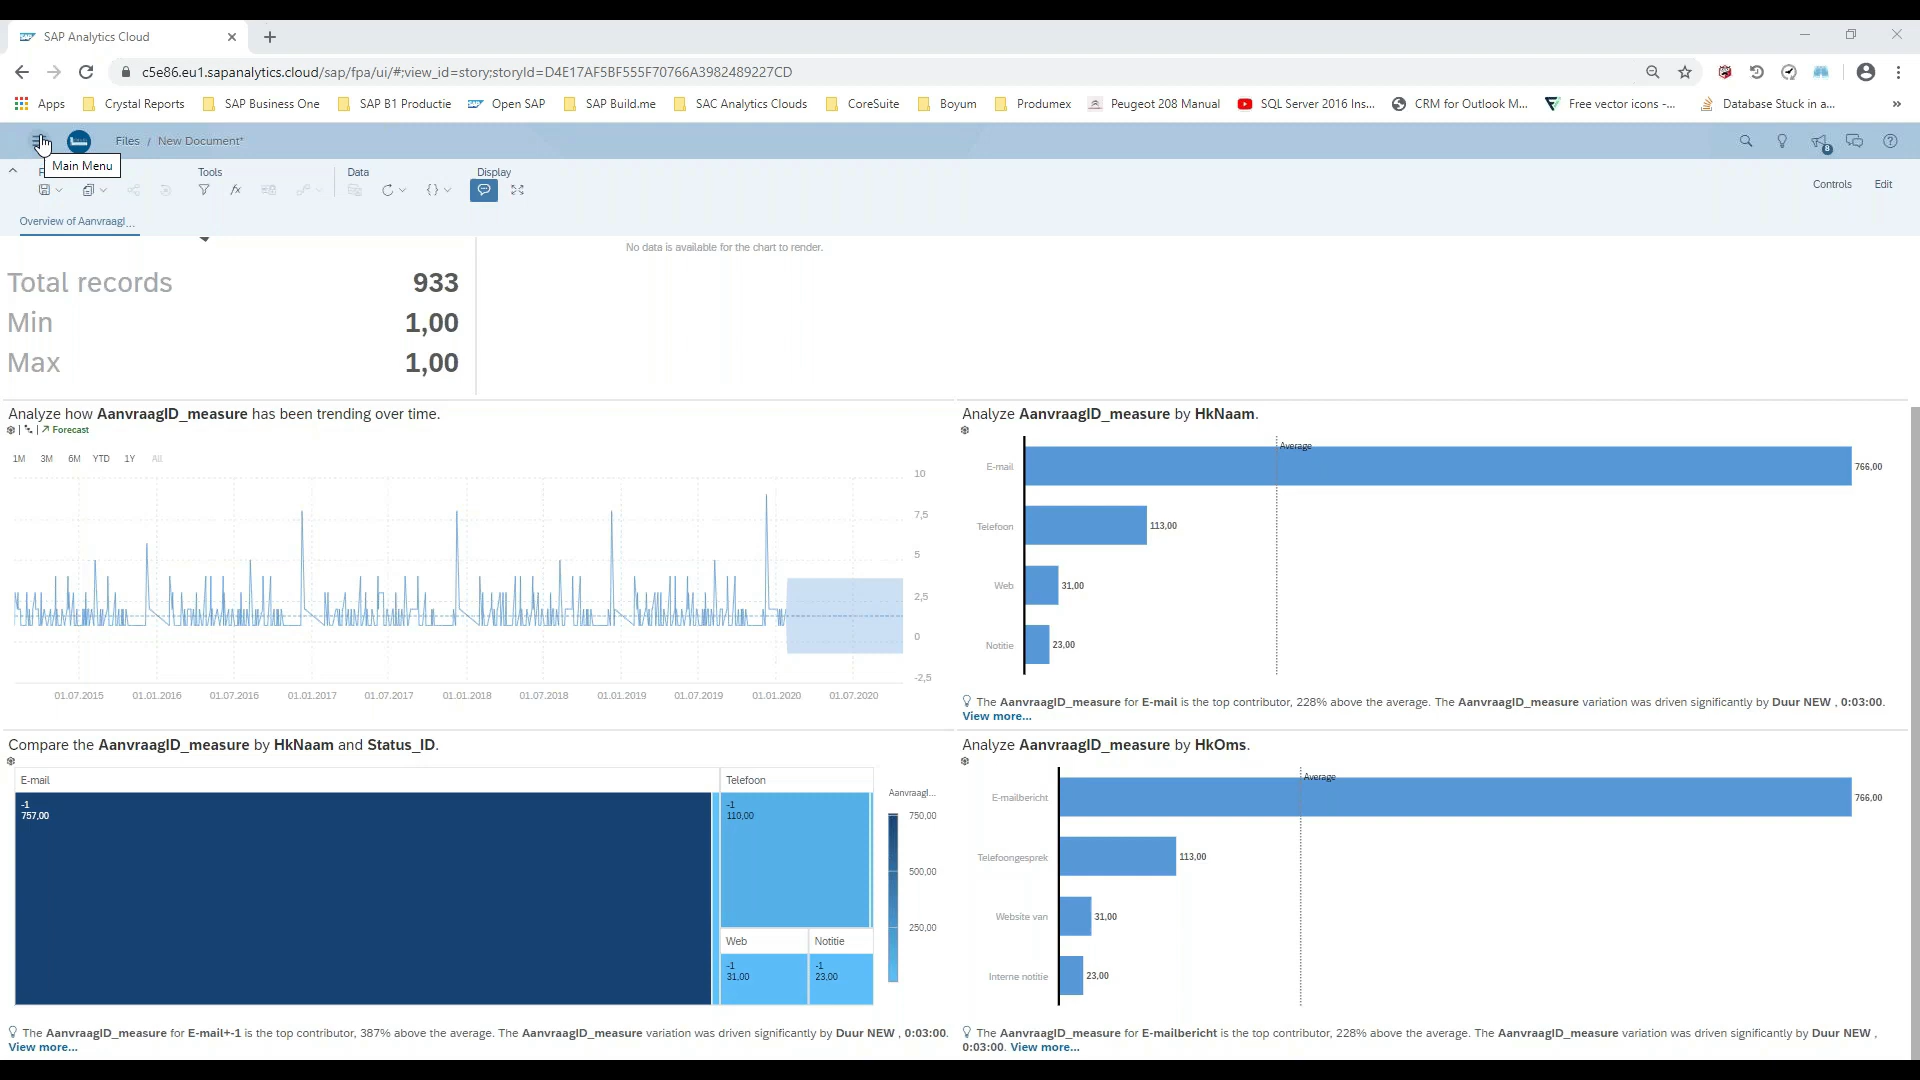 SAP Analytics Cloud
c5e86.eu1.sapanalytics.cloud/sap/fpa/ui/#;view_id=story;storyId=D4E17AF5BF555F70766A3982489227CD
Apps Crystal Reports SAP Business One SAP B1 Productie Open SAP SAP Build.me SAC Analytics Clouds CoreSuite Boyum Produmex Peugeot 208 Manual SQL Server 2016 Ins... CRM for Outlook M... Free vector icons -... Database Stuck in a... »
Files / New Document*
8
Main Menu
Tools Data Display
Controls Edit
Overview of Aanvraagl...
No data is available for the chart to render.
Total records 933
Min 1,00
Max 1,00
Analyze how AanvraagID_measure has been trending over time.
Forecast
1M 3M 6M YTD 1Y All
10
7,5
5
2,5
0
-2,5
01.07.2015 01.01.2016 01.07.2016 01.01.2017 01.07.2017 01.01.2018 01.07.2018 01.01.2019 01.07.2019 01.01.2020 01.07.2020
Analyze AanvraagID_measure by HkNaam.
Average
E-mail 766,00
Telefoon 113,00
Web 31,00
Notitie 23,00
The AanvraagID_measure for E-mail is the top contributor, 228% above the average. The AanvraagID_measure variation was driven significantly by Duur NEW , 0:03:00.
View more...
Compare the AanvraagID_measure by HkNaam and Status_ID.
E-mail
-1
757,00
Telefoon
-1
110,00
Web
-1
31,00
Notitie
-1
23,00
Aanvraagl...
750,00
500,00
250,00
The AanvraagID_measure for E-mail+-1 is the top contributor, 387% above the average. The AanvraagID_measure variation was driven significantly by Duur NEW , 0:03:00.
View more...
Analyze AanvraagID_measure by HkOms.
Average
E-mailbericht 766,00
Telefoongesprek 113,00
Website van 31,00
Interne notitie 23,00
The AanvraagID_measure for E-mailbericht is the top contributor, 228% above the average. The AanvraagID_measure variation was driven significantly by Duur NEW ,
0:03:00. View more...